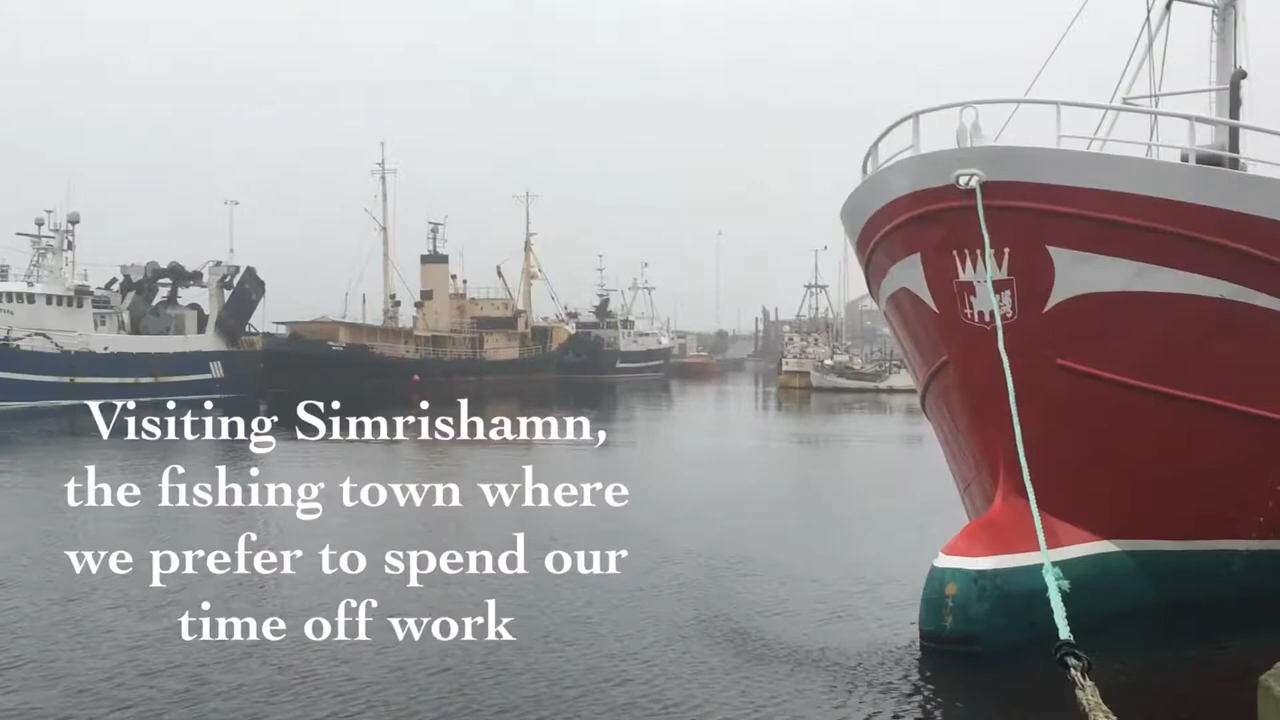 Visiting Simrishamn,
the fishing town where
we prefer to spend our
time off work